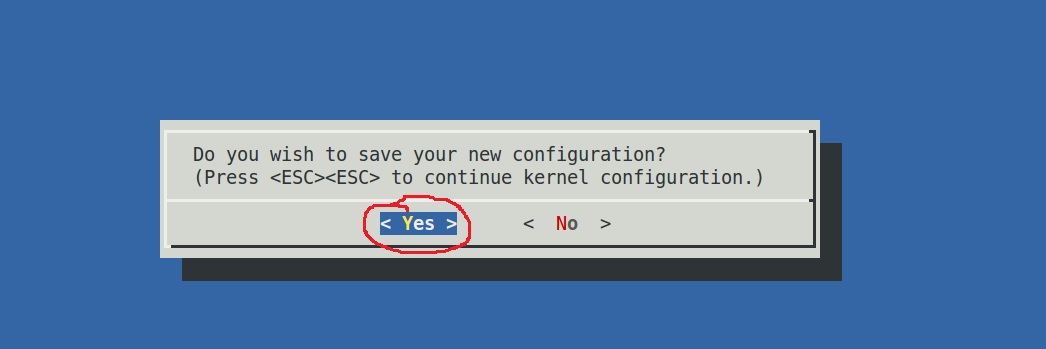 Do you wish to save your new configuration?
(Press <ESC><ESC> to continue kernel configuration.)
< Yes > < No >